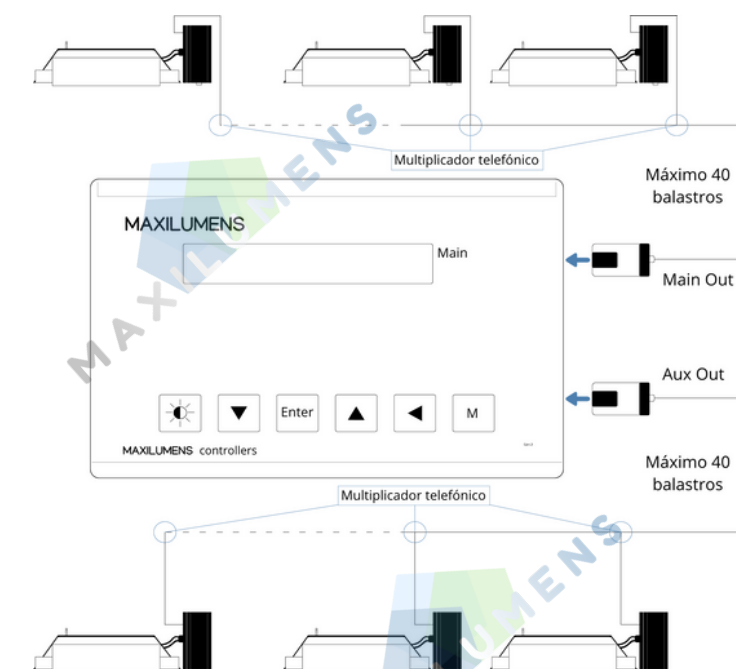 Multiplicador telefónico
Máximo 40
balastros
MAXILUMENS
Main
Main Out
Aux Out
Enter
M
MAXILUMENS controllers
Máximo 40
balastros
Multiplicador telefónico
MAXILUMENS
LUMENS